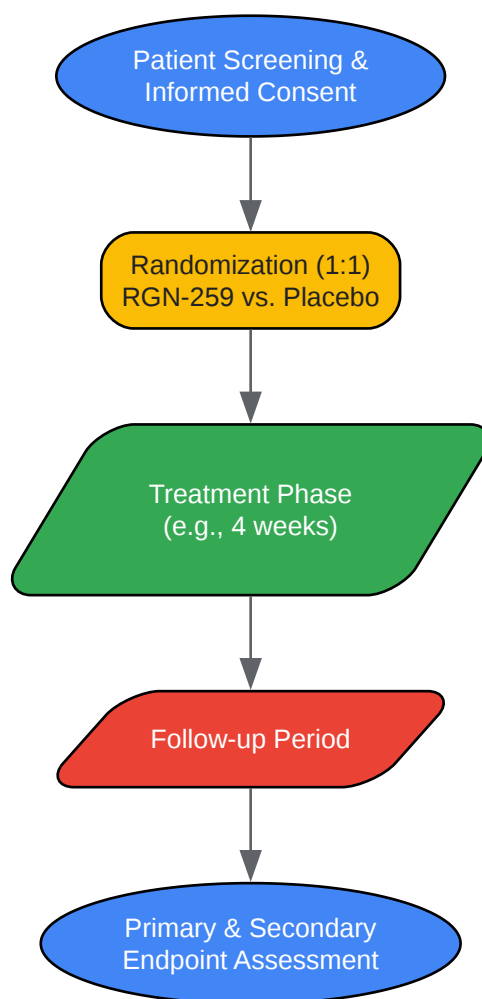 Patient Screening &
Informed Consent
Randomization (1:1)
RGN-259 vs. Placebo
Treatment Phase
(e.g., 4 weeks)
Follow-up Period
Primary & Secondary
Endpoint Assessment